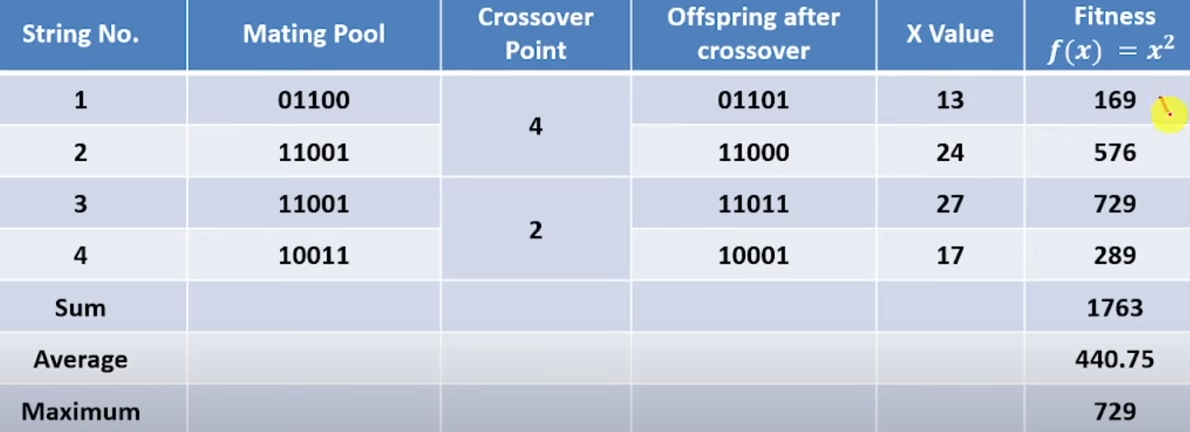 String No. Mating Pool Crossover Point Offspring after crossover X Value Fitness f(x) = x²
1 01100 4 01101 13 169
2 11001 11000 24 576
3 11001 2 11011 27 729
4 10011 10001 17 289
Sum 1763
Average 440.75
Maximum 729